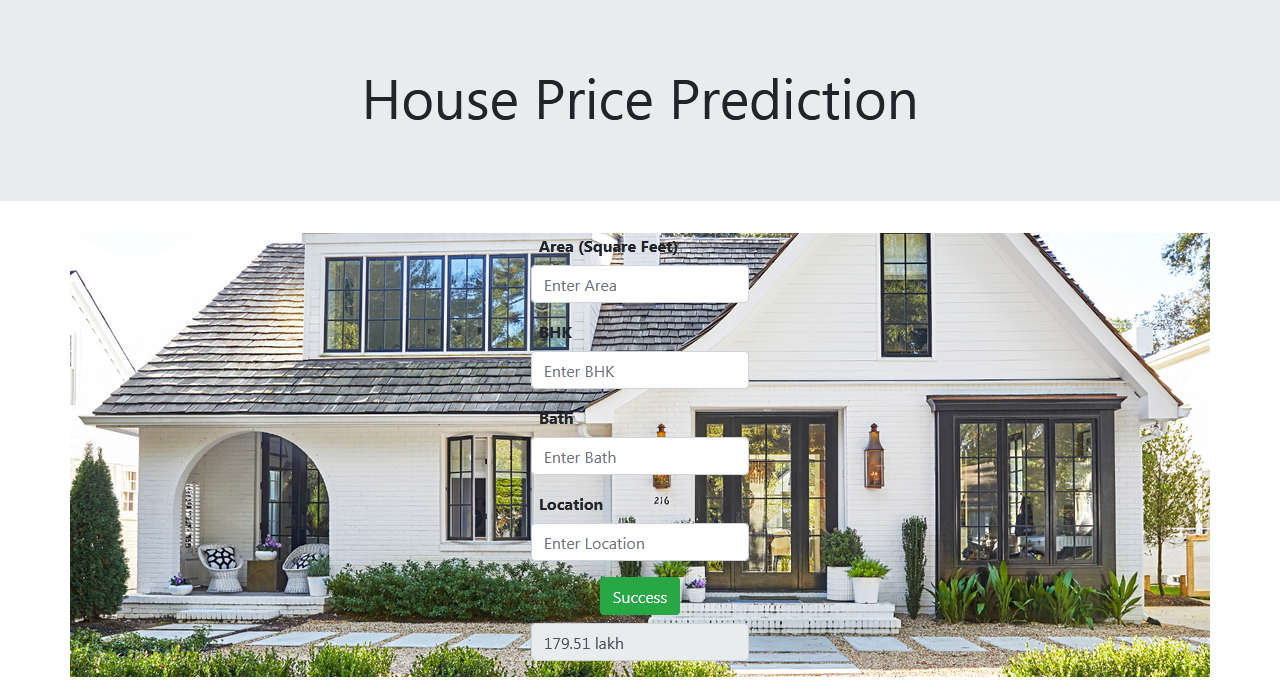 House Price Prediction
Area (Square Feet)
Enter Area
BHK
Enter BHK
Bath
Enter Bath
216
Location
Enter Location
Success
179.51 lakh